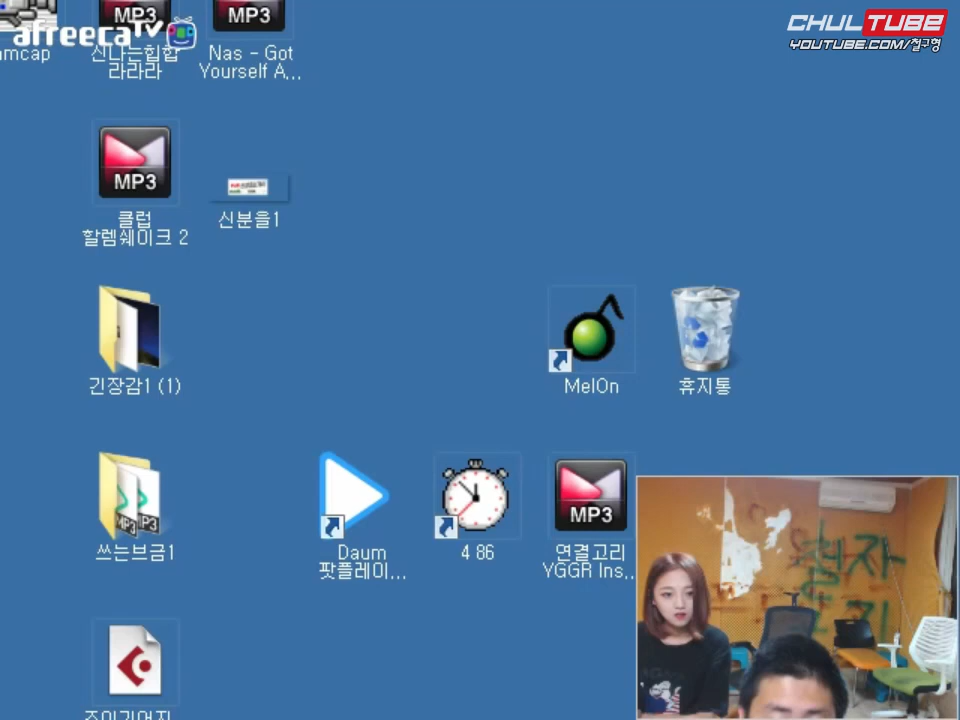 afreecaTV
CHULTUBE
YOUTUBE.COM/철구형
amcap
MP3
신나는힙합
라라라
MP3
Nas - Got
Yourself A...
MP3
클럽
할렘쉐이크 2
신분을1
긴장감1 (1)
MelOn
휴지통
MP3
쓰는브금1
Daum
팟플레이...
4 86
MP3
연결고리
YGGR Ins...